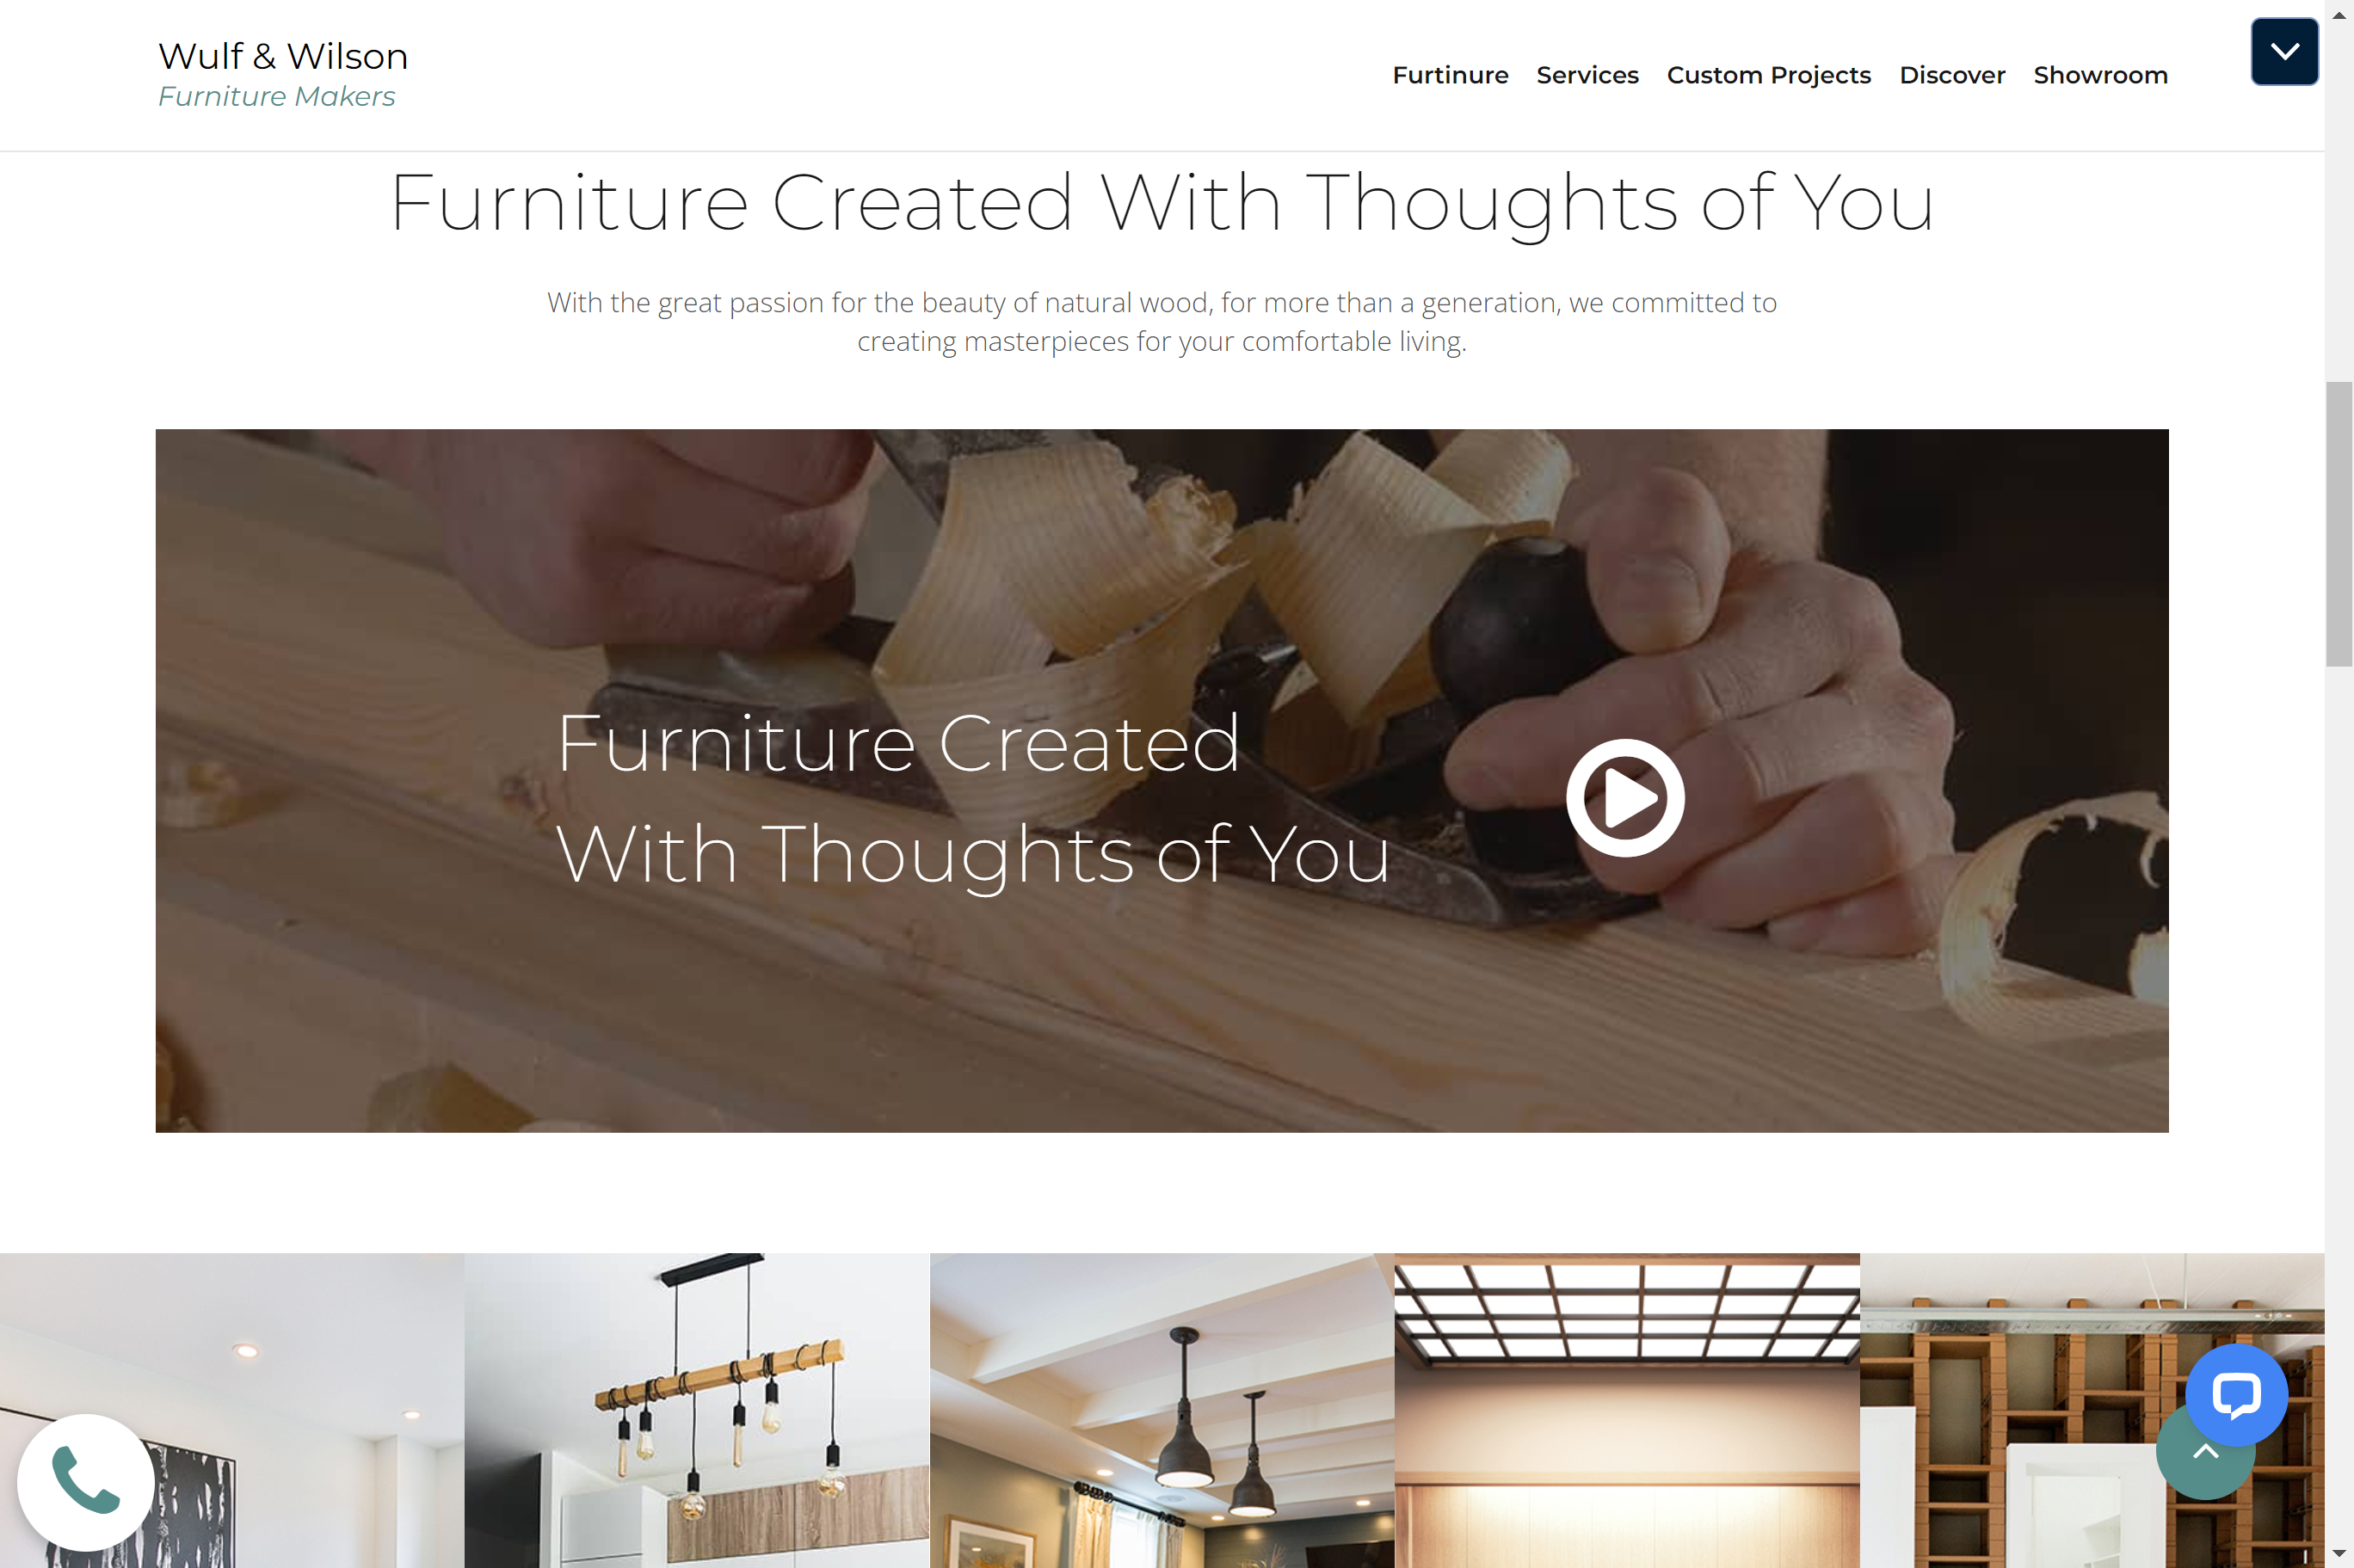 Wulf & Wilson
Furniture Makers
Furtinure Services Custom Projects Discover Showroom
Furniture Created With Thoughts of You
With the great passion for the beauty of natural wood, for more than a generation, we committed to
creating masterpieces for your comfortable living.
Furniture Created
With Thoughts of You